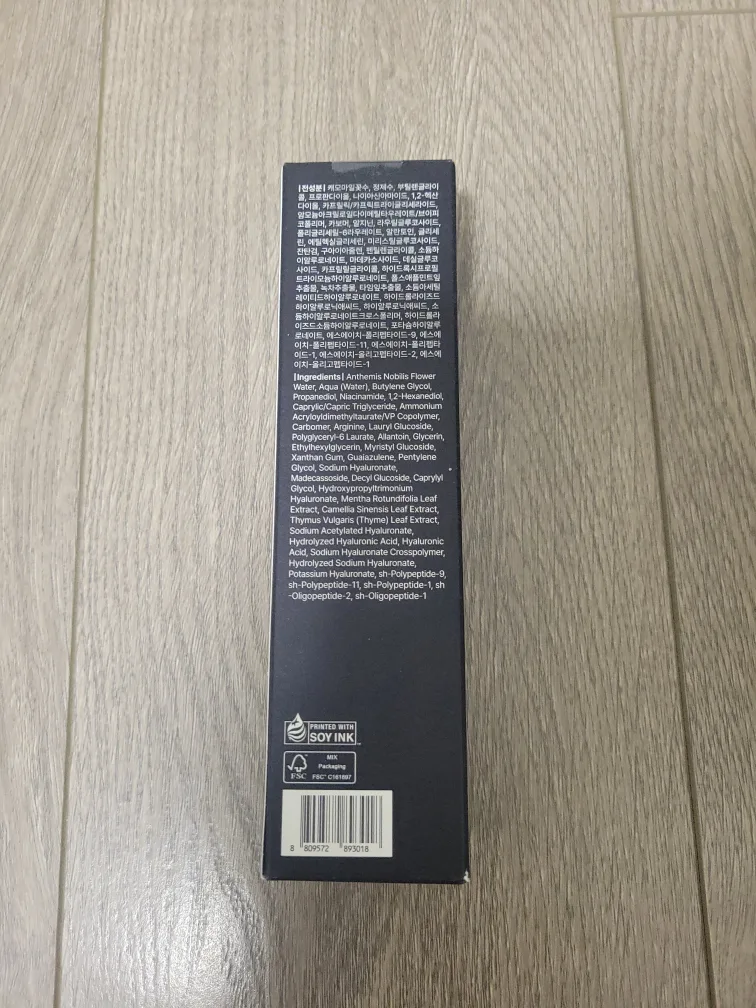 |전성분| 캐모마일꽃수, 정제수, 부틸렌글라이
콜, 프로판다이올, 나이아신아마이드, 1,2-헥산
다이올, 카프릴릭/카프릭트라이글리세라이드,
암모늄아크릴로일다이메틸타우레이트/브이피
코폴리머, 카보머, 알지닌, 라우릴글루코사이드,
폴리글리세릴-6라우레이트, 알란토인, 글리세
린, 에틸헥실글리세린, 미리스틸글루코사이드,
잔탄검, 구아이아줄렌, 펜틸렌글라이콜, 소듐하
이알루로네이트, 마데카소사이드, 데실글루코
사이드, 카프릴릴글라이콜, 하이드록시프로필
트라이모늄하이알루로네이트, 풀스애플민트잎
추출물, 녹차추출물, 타임잎추출물, 소듐아세틸
레이티드하이알루로네이트, 하이드롤라이즈드
하이알루로닉애씨드, 하이알루로닉애씨드, 소
듐하이알루로네이트크로스폴리머, 하이드롤라
이즈드소듐하이알루로네이트, 포타슘하이알루
로네이트, 에스에이치-폴리펩타이드-9, 에스에
이치-폴리펩타이드-11, 에스에이치-폴리펩타
이드-1, 에스에이치-올리고펩타이드-2, 에스에
이치-올리고펩타이드-1
|Ingredients| Anthemis Nobilis Flower
Water, Aqua (Water), Butylene Glycol,
Propanediol, Niacinamide, 1,2-Hexanediol,
Caprylic/Capric Triglyceride, Ammonium
Acryloyldimethyltaurate/VP Copolymer,
Carbomer, Arginine, Lauryl Glucoside,
Polyglyceryl-6 Laurate, Allantoin, Glycerin,
Ethylhexylglycerin, Myristyl Glucoside,
Xanthan Gum, Guaiazulene, Pentylene
Glycol, Sodium Hyaluronate,
Madecassoside, Decyl Glucoside, Caprylyl
Glycol, Hydroxypropyltrimonium
Hyaluronate, Mentha Rotundifolia Leaf
Extract, Camellia Sinensis Leaf Extract,
Thymus Vulgaris (Thyme) Leaf Extract,
Sodium Acetylated Hyaluronate,
Hydrolyzed Hyaluronic Acid, Hyaluronic
Acid, Sodium Hyaluronate Crosspolymer,
Hydrolyzed Sodium Hyaluronate,
Potassium Hyaluronate, sh-Polypeptide-9,
sh-Polypeptide-11, sh-Polypeptide-1, sh
-Oligopeptide-2, sh-Oligopeptide-1
PRINTED WITH
SOY INK™
MIX
Packaging
FSC FSC® C161697
8 809572 893018